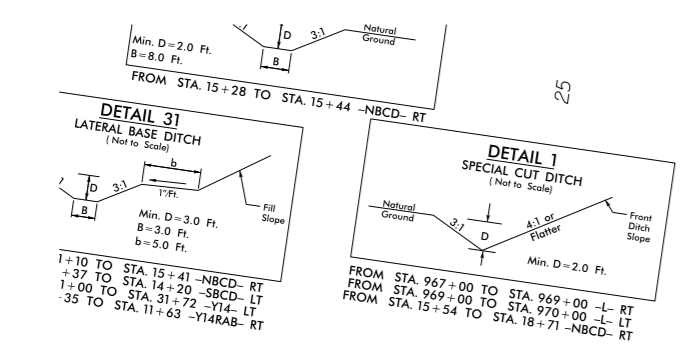 D
3:1
Natural
Ground
Min. D=2.0 Ft.
B=8.0 Ft.
B
FROM STA. 15+28 TO STA. 15+44 -NBCD- RT
25
DETAIL 31
LATERAL BASE DITCH
( Not to Scale)
b
D
3:1
1"/Ft.
B
Min. D=3.0 Ft.
B=3.0 Ft.
b=5.0 Ft.
Fill
Slope
1+10 TO STA. 15+41 -NBCD- RT
+37 TO STA. 14+20 -SBCD- LT
1+00 TO STA. 31+72 -Y14- LT
-35 TO STA. 11+63 -Y14RAB- RT
DETAIL 1
SPECIAL CUT DITCH
( Not to Scale)
Natural
Ground
3:1
D
4:1 or
Flatter
Front
Ditch
Slope
Min. D=2.0 Ft.
FROM STA. 967+00 TO STA. 969+00 -L- RT
FROM STA. 969+00 TO STA. 970+00 -L- LT
FROM STA. 15+54 TO STA. 18+71 -NBCD- RT